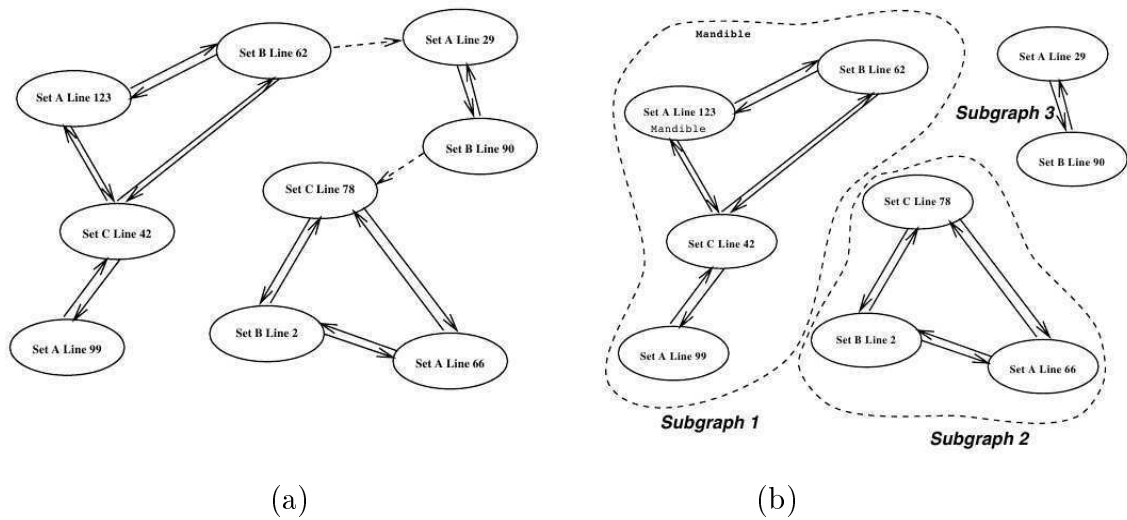 Set B Line 62
Set A Line 29
Set A Line 123
Set B Line 90
Set C Line 78
Set C Line 42
Set B Line 2
Set A Line 99
Set A Line 66
(a)
Mandible
Set B Line 62
Set A Line 29
Set A Line 123
Mandible
Subgraph 3
Set B Line 90
Set C Line 78
Set C Line 42
Set B Line 2
Set A Line 99
Set A Line 66
Subgraph 1
Subgraph 2
(b)